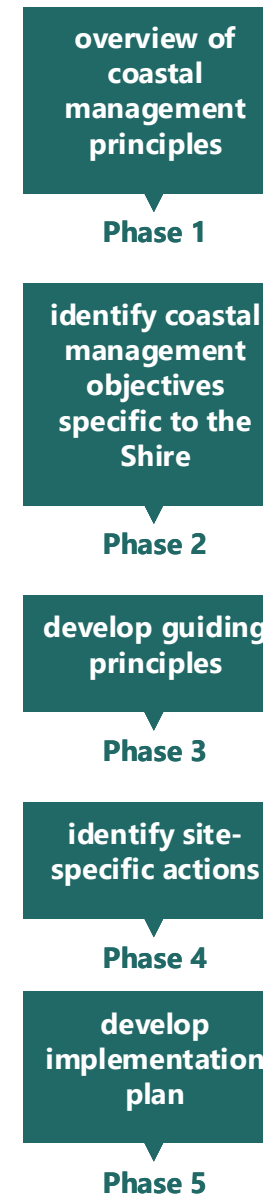 overview of
coastal
management
principles
Phase 1
identify coastal
management
objectives
specific to the
Shire
Phase 2
develop guiding
principles
Phase 3
identify site-
specific actions
Phase 4
develop
implementation
plan
Phase 5